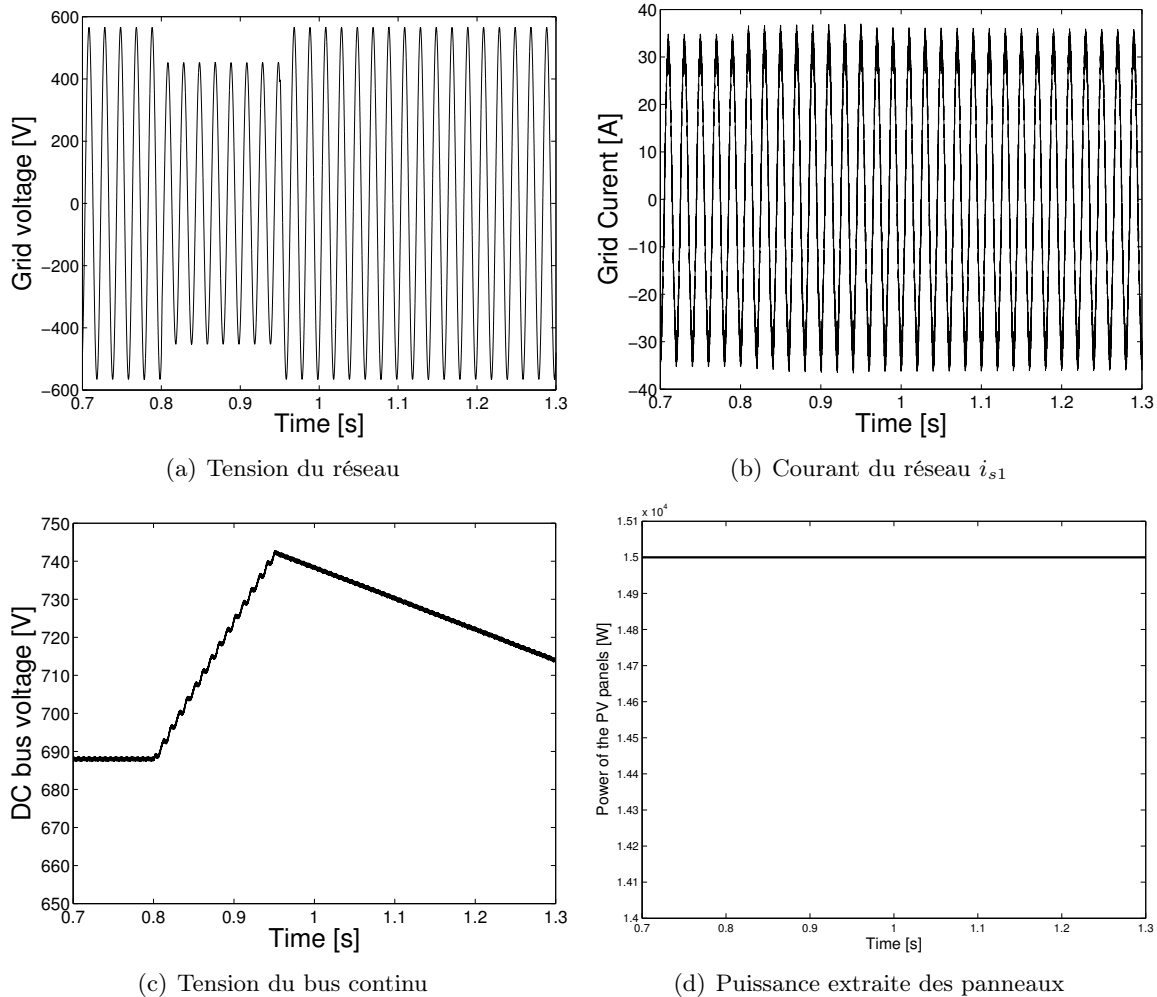 600
400
200
0
−200
−400
−600
0.7 0.8 0.9 1 1.1 1.2 1.3
Grid voltage [V]
Time [s]
(a) Tension du réseau
40
30
20
10
0
−10
−20
−30
−40
0.7 0.8 0.9 1 1.1 1.2 1.3
Grid Curent [A]
Time [s]
(b) Courant du réseau is1
750
740
730
720
710
700
690
680
670
660
650
0.7 0.8 0.9 1 1.1 1.2 1.3
DC bus voltage [V]
Time [s]
(c) Tension du bus continu
x 10⁴
1.51
1.5
1.49
1.48
1.47
1.46
1.45
1.44
1.43
1.42
1.41
1.4
0.7 0.8 0.9 1 1.1 1.2 1.3
Power of the PV panels [W]
Time [s]
(d) Puissance extraite des panneaux